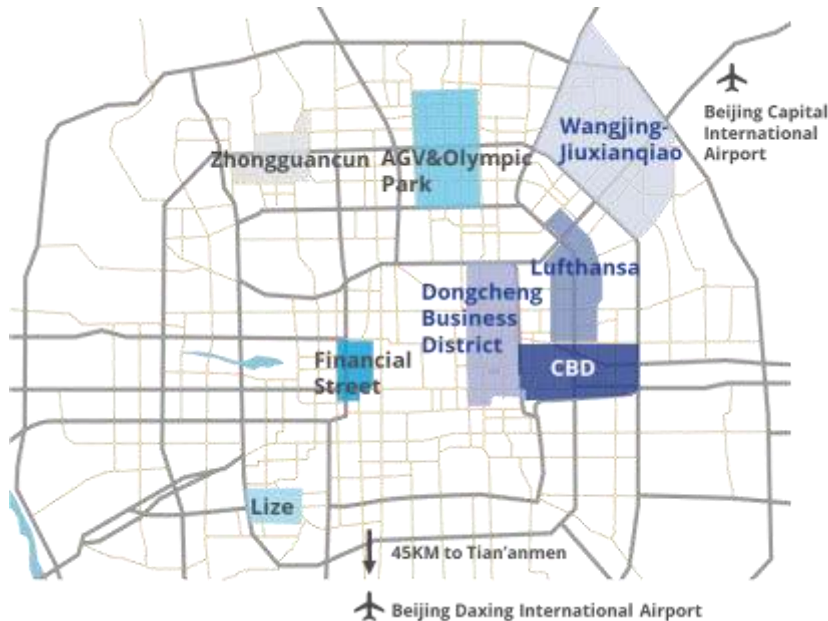 Wangjing-
Jiuxianqiao
Beijing Capital
International
Airport
Zhongguancun
AGV&Olympic
Park
Lufthansa
Dongcheng
Business
District
Financial
Street
CBD
Lize
45KM to Tian'anmen
Beijing Daxing International Airport